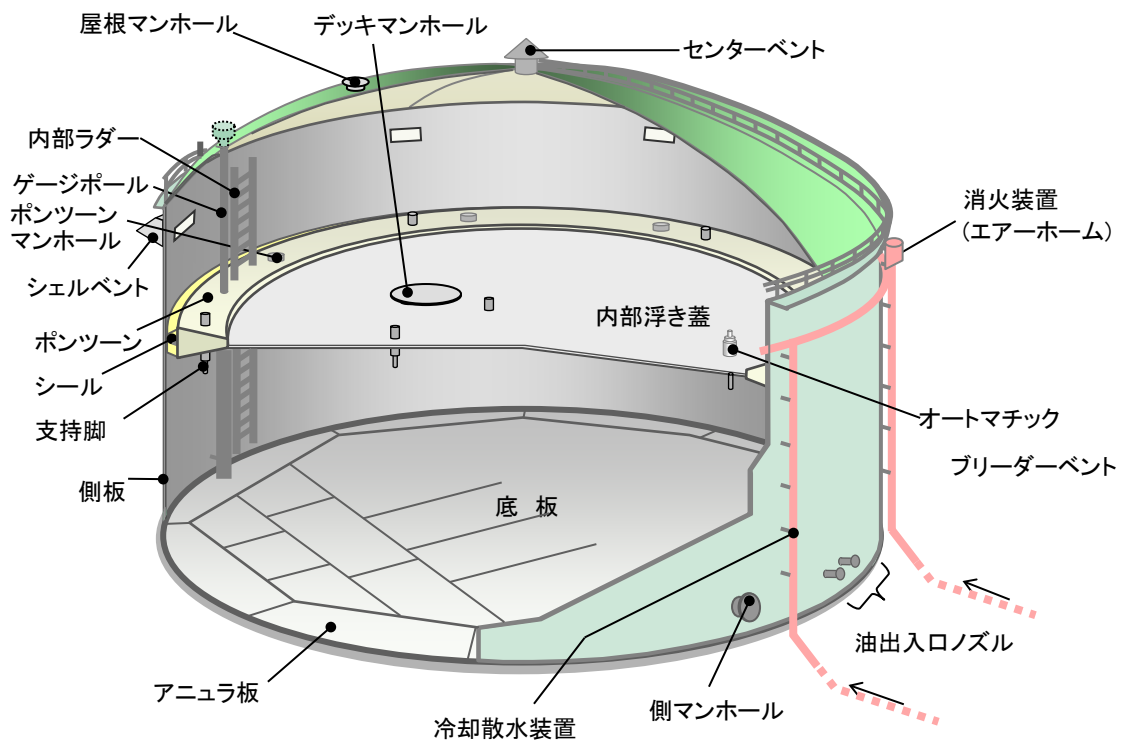 屋根マンホール
デッキマンホール
センターベント
内部ラダー
ゲージポール
ポンツーン
マンホール
シェルベント
ポンツーン
シール
支持脚
側板
消火装置
（エアーホーム）
内部浮き蓋
オートマチック
ブリーダーベント
底 板
油出入口ノズル
アニュラ板
冷却散水装置
側マンホール